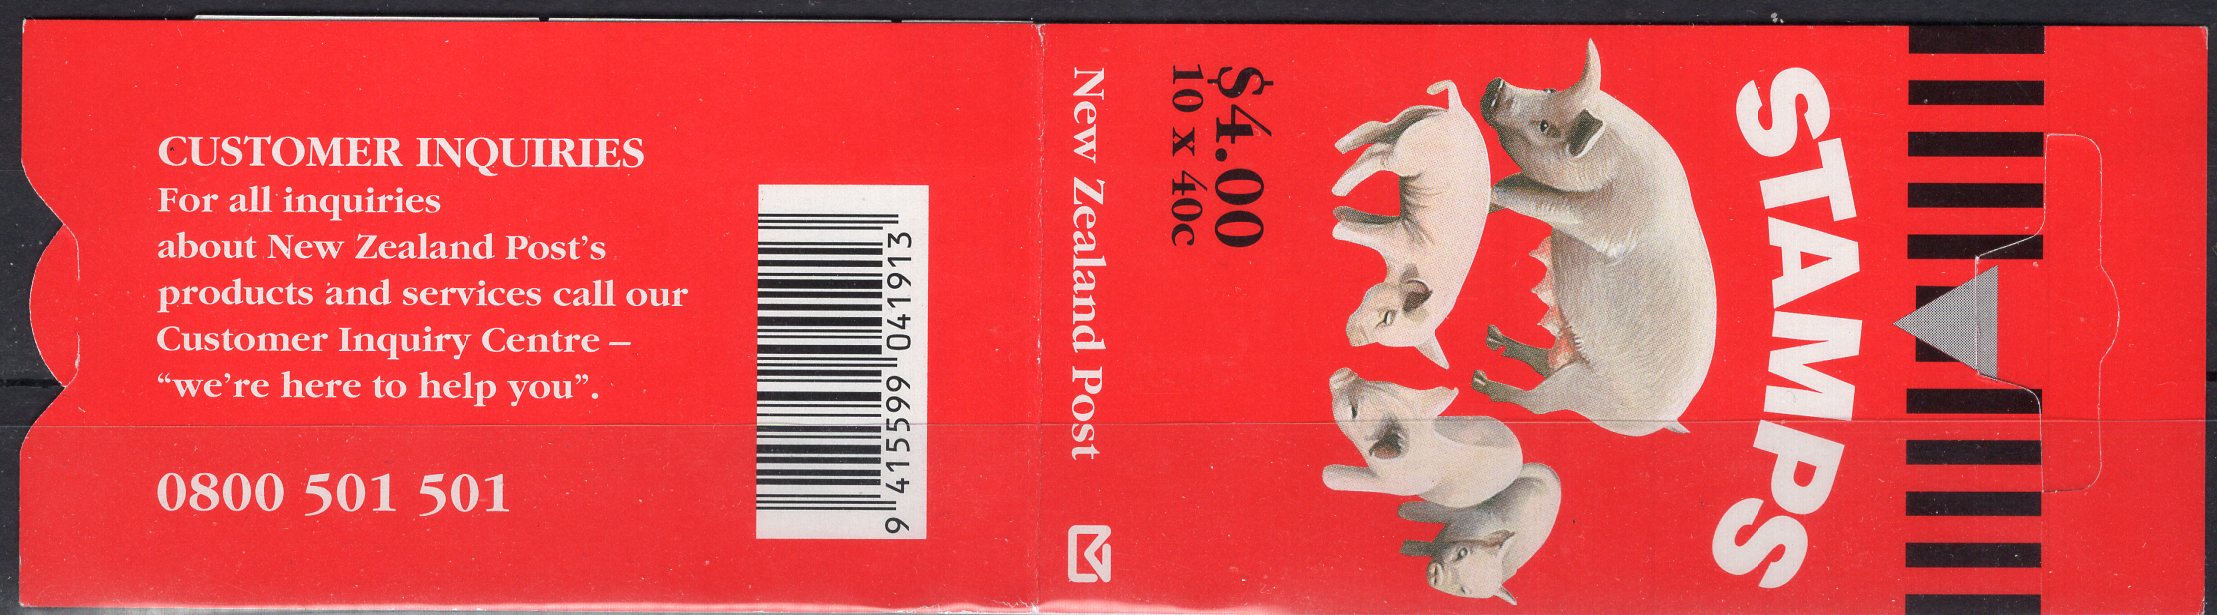 CUSTOMER INQUIRIES
For all inquiries
about New Zealand Post's
products and services call our
Customer Inquiry Centre –
“we're here to help you”.
0800 501 501
9 415599 041913
New Zealand Post
$4.00
10 x 40c
STAMPS